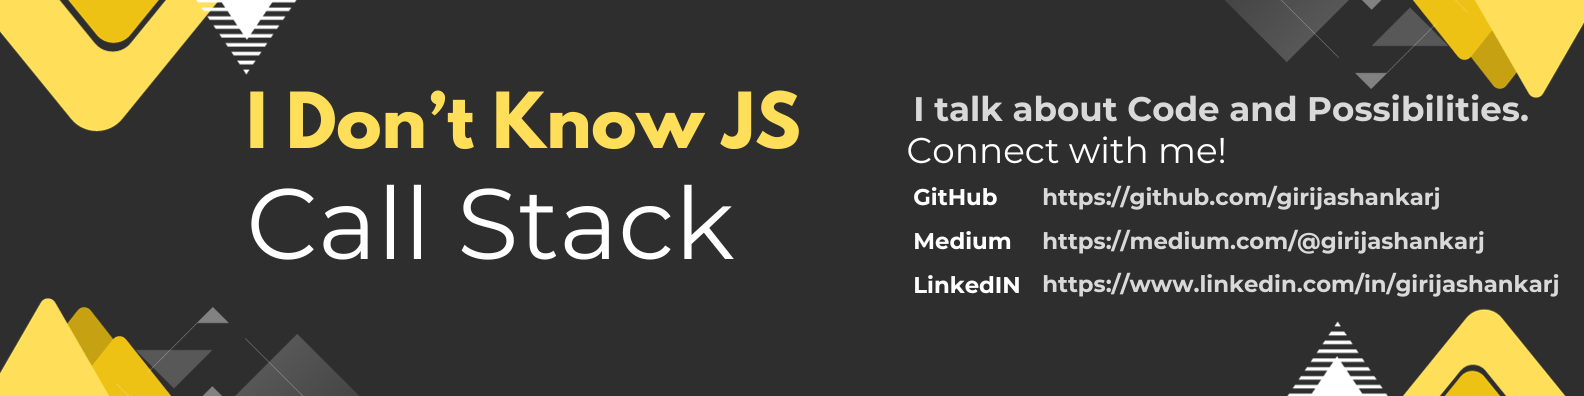 I Don’t Know JS
Call Stack
I talk about Code and Possibilities.
Connect with me!
GitHub https://github.com/girijashankarj
Medium https://medium.com/@girijashankarj
LinkedIN https://www.linkedin.com/in/girijashankarj